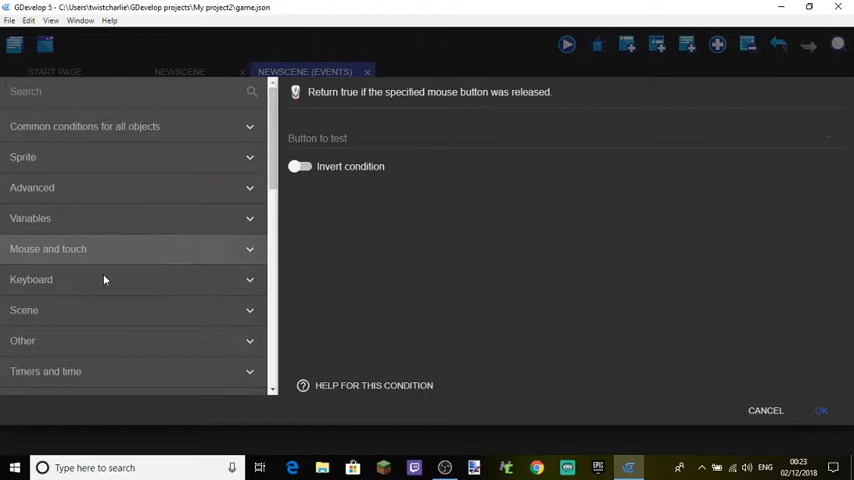 GDevelop 5 - C:\Users\twistcharlie\GDevelop projects\My project2\game.json
File Edit View Window Help
START PAGE NEWSCENE NEWSCENE (EVENTS)
Search
Return true if the specified mouse button was released.
Common conditions for all objects
Button to test
Sprite
Invert condition
Advanced
Variables
Mouse and touch
Keyboard
Scene
Other
Timers and time
HELP FOR THIS CONDITION
CANCEL OK
Type here to search
ENG
00:23
02/12/2018